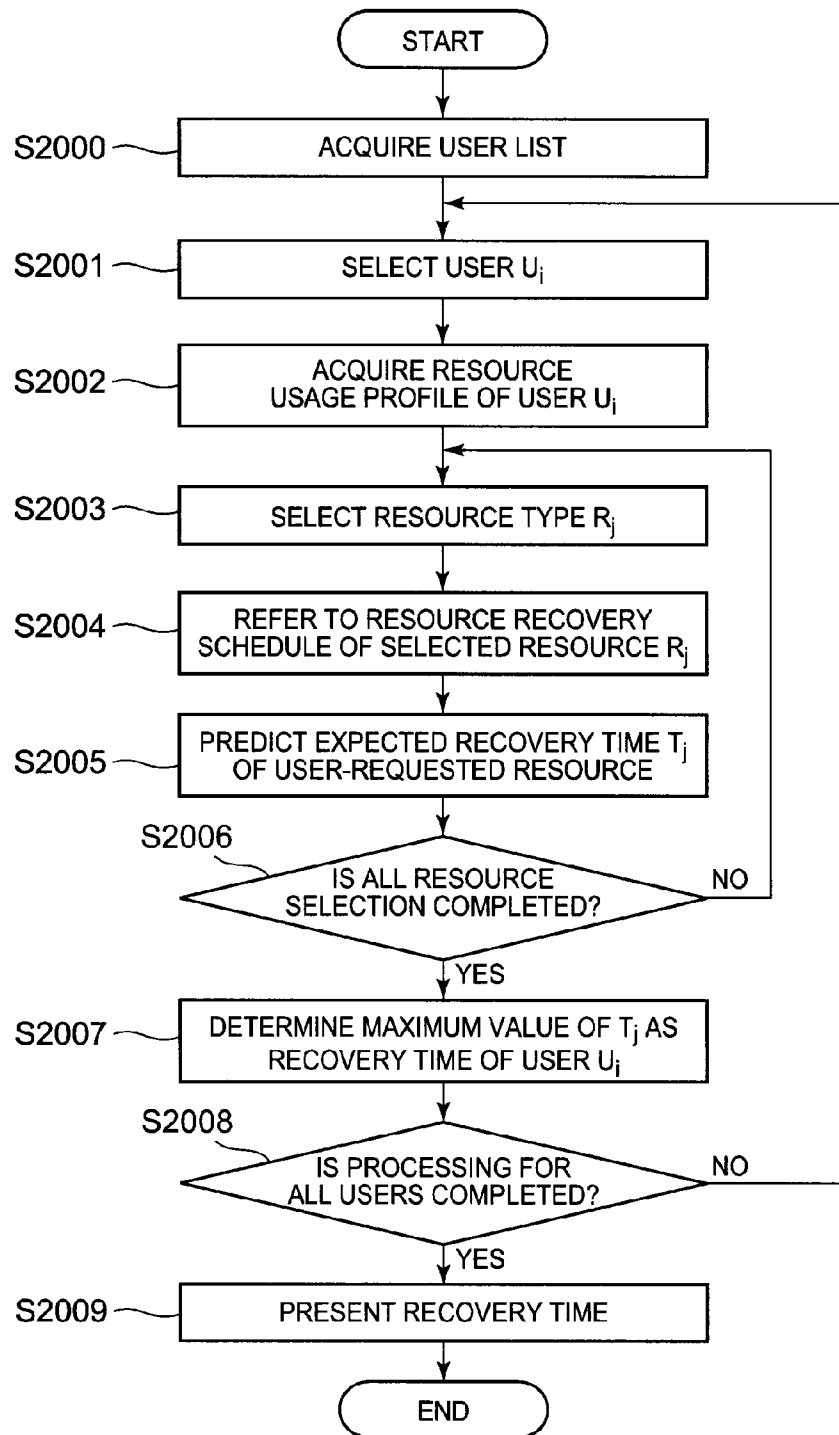 START
S2000
ACQUIRE USER LIST
S2001
SELECT USER Ui
S2002
ACQUIRE RESOURCE
USAGE PROFILE OF USER Ui
S2003
SELECT RESOURCE TYPE Rj
S2004
REFER TO RESOURCE RECOVERY
SCHEDULE OF SELECTED RESOURCE Rj
S2005
PREDICT EXPECTED RECOVERY TIME Tj
OF USER-REQUESTED RESOURCE
S2006
IS ALL RESOURCE
SELECTION COMPLETED?
NO
YES
S2007
DETERMINE MAXIMUM VALUE OF Tj AS
RECOVERY TIME OF USER Ui
S2008
IS PROCESSING FOR
ALL USERS COMPLETED?
NO
YES
S2009
PRESENT RECOVERY TIME
END